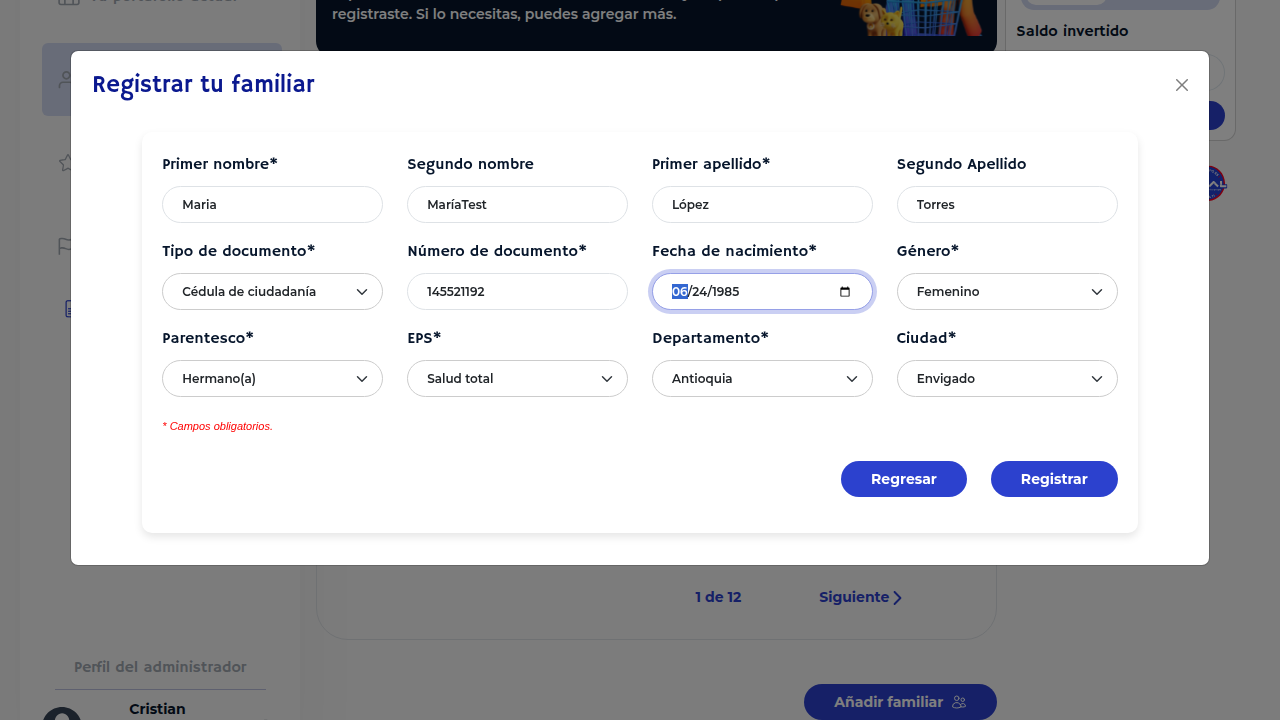 registraste. Si lo necesitas, puedes agregar más.
Saldo invertido
Registrar tu familiar
Primer nombre*
Segundo nombre
Primer apellido*
Segundo Apellido
Maria
MaríaTest
López
Torres
Tipo de documento*
Número de documento*
Fecha de nacimiento*
Género*
Cédula de ciudadanía
145521192
06/24/1985
Femenino
Parentesco*
EPS*
Departamento*
Ciudad*
Hermano(a)
Salud total
Antioquia
Envigado
* Campos obligatorios.
Regresar
Registrar
1 de 12
Siguiente
Perfil del administrador
Cristian
Añadir familiar